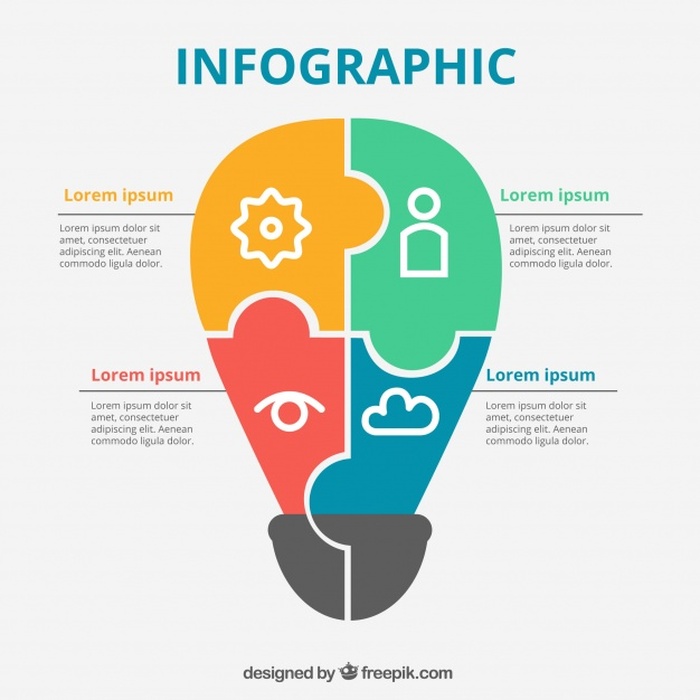 INFOGRAPHIC
Lorem ipsum
Lorem ipsum dolor sit
amet, consectetuer
adipiscing elit. Aenean
commodo ligula dolor.
Lorem ipsum
Lorem ipsum dolor sit
amet, consectetuer
adipiscing elit. Aenean
commodo ligula dolor.
Lorem ipsum
Lorem ipsum dolor sit
amet, consectetuer
adipiscing elit. Aenean
commodo ligula dolor.
Lorem ipsum
Lorem ipsum dolor sit
amet, consectetuer
adipiscing elit. Aenean
commodo ligula dolor.
designed by freepik.com